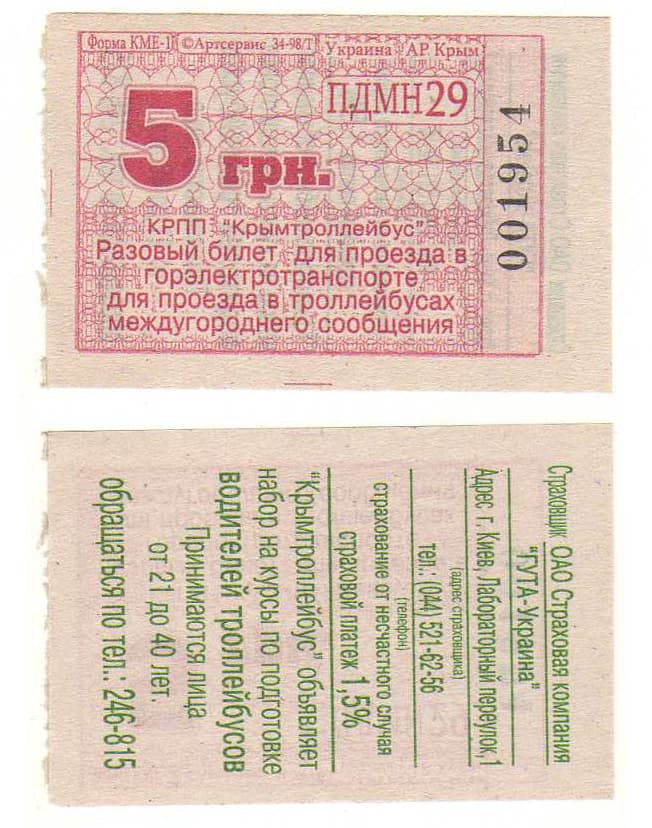 Форма КМЕ-1 ©Артсервис 34-98/Т Украина АР Крым
ПДМН29
5 грн.
001954
КРПП "Крымтроллейбус"
Разовый билет для проезда в
горэлектротранспорте
для проезда в троллейбусах
междугороднего сообщения
Страховщик ОАО Страховая компания
"ГУТА-Украина"
Адрес г. Киев, Лабораторный переулок,1
(адрес страховщика)
тел.: (044) 521-62-56
(телефон)
страхование от несчастного случая
страховой платеж 1,5%
"Крымтроллейбус" объявляет
набор на курсы по подготовке
водителей троллейбусов
Принимаются лица
от 21 до 40 лет.
обращаться по тел.: 246-815